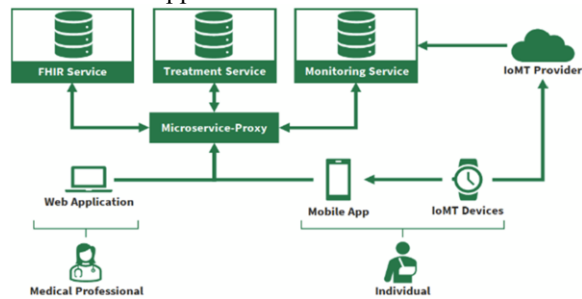 FHIR Service
Treatment Service
Monitoring Service
IoMT Provider
Microservice-Proxy
Web Application
Mobile App
IoMT Devices
Medical Professional
Individual